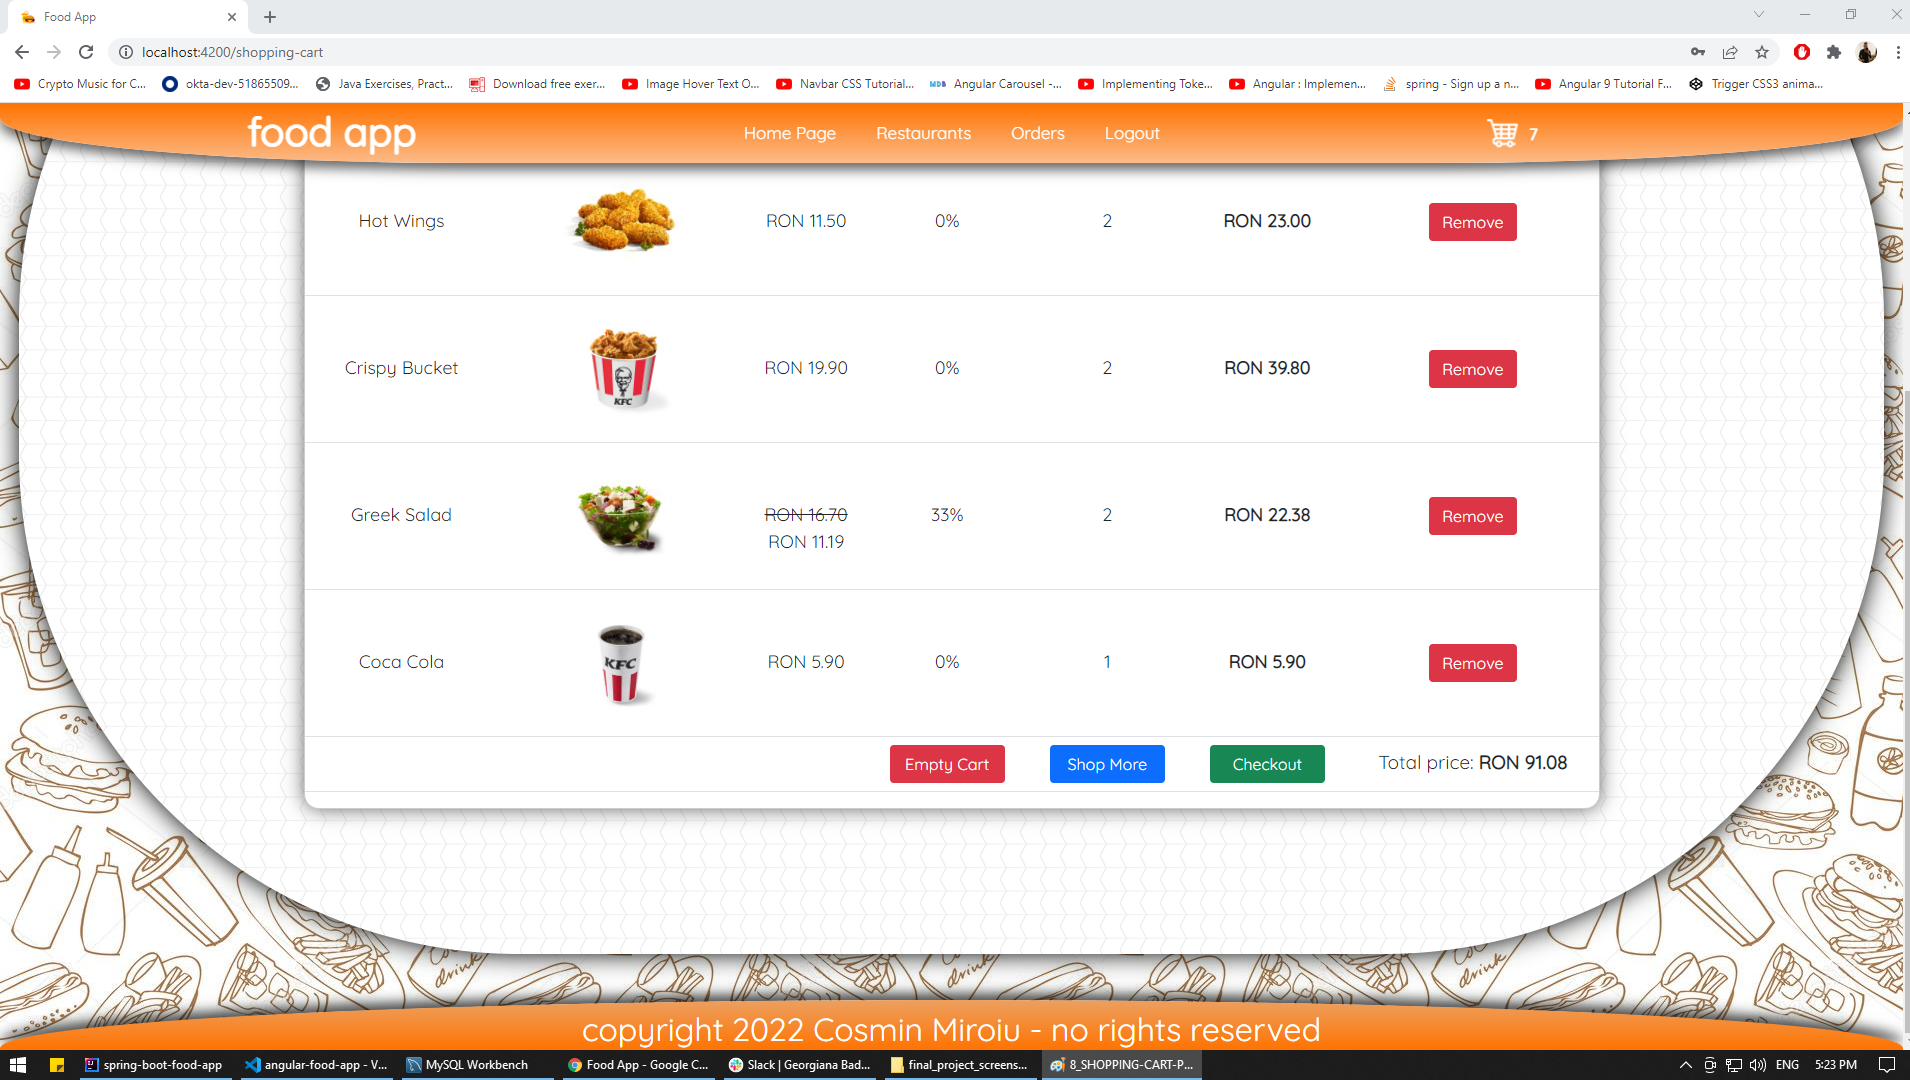 Food App
localhost:4200/shopping-cart
Crypto Music for C...
okta-dev-51865509...
Java Exercises, Pract...
Download free exer...
Image Hover Text O...
Navbar CSS Tutorial...
MDB Angular Carousel -...
Implementing Toke...
Angular : Implemen...
spring - Sign up a n...
Angular 9 Tutorial F...
Trigger CSS3 anima...
food app
Home Page
Restaurants
Orders
Logout
7
Hot Wings RON 11.50 0% 2 RON 23.00 Remove
Crispy Bucket KFC RON 19.90 0% 2 RON 39.80 Remove
Greek Salad RON 16.70 33% 2 RON 22.38 Remove
RON 11.19
Coca Cola KFC RON 5.90 0% 1 RON 5.90 Remove
Empty Cart Shop More Checkout Total price: RON 91.08
copyright 2022 Cosmin Miroiu - no rights reserved
spring-boot-food-app
angular-food-app - V...
MySQL Workbench
Food App - Google C...
Slack | Georgiana Bad...
final_project_screens...
8_SHOPPING-CART-P...
ENG
5:23 PM